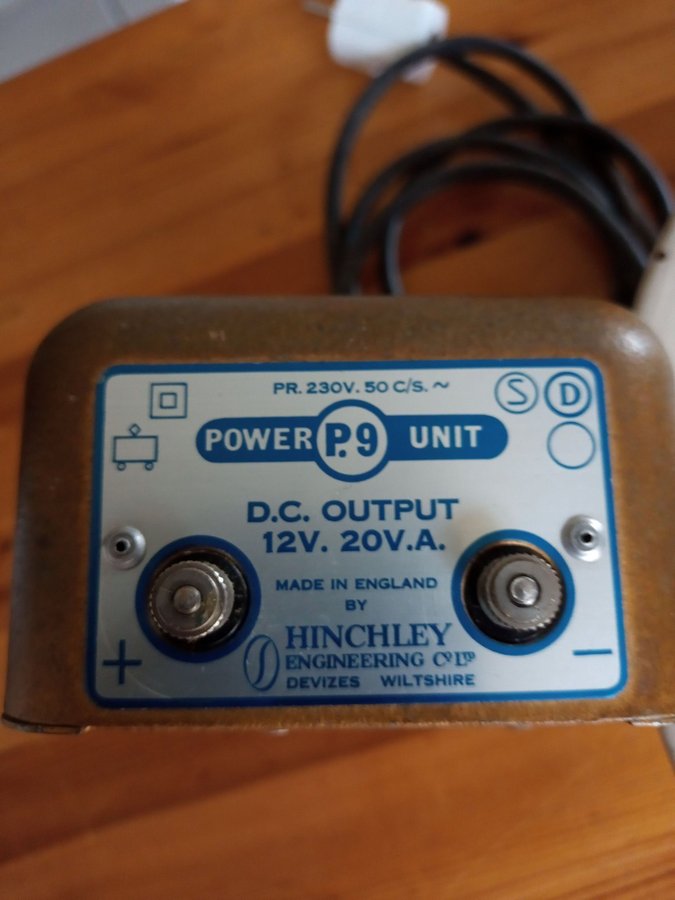 PR. 230V. 50 C/S. ~
S D
POWER P.9 UNIT
D.C. OUTPUT
12V. 20V.A.
MADE IN ENGLAND
BY
HINCHLEY
ENGINEERING CO LTD
DEVIZES WILTSHIRE
+ −